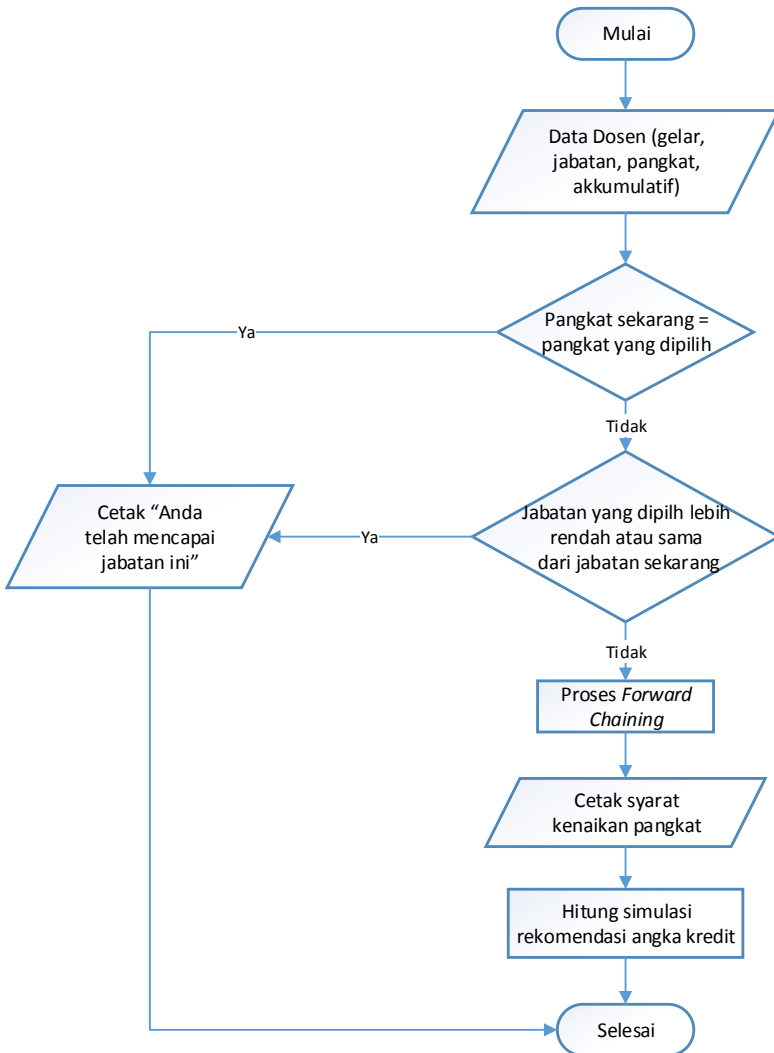 Mulai
Data Dosen (gelar,
jabatan, pangkat,
akkumulatif)
Pangkat sekarang =
pangkat yang dipilih
Ya
Tidak
Cetak “Anda
telah mencapai
jabatan ini”
Ya
Jabatan yang dipilh lebih
rendah atau sama
dari jabatan sekarang
Tidak
Proses Forward
Chaining
Cetak syarat
kenaikan pangkat
Hitung simulasi
rekomendasi angka kredit
Selesai